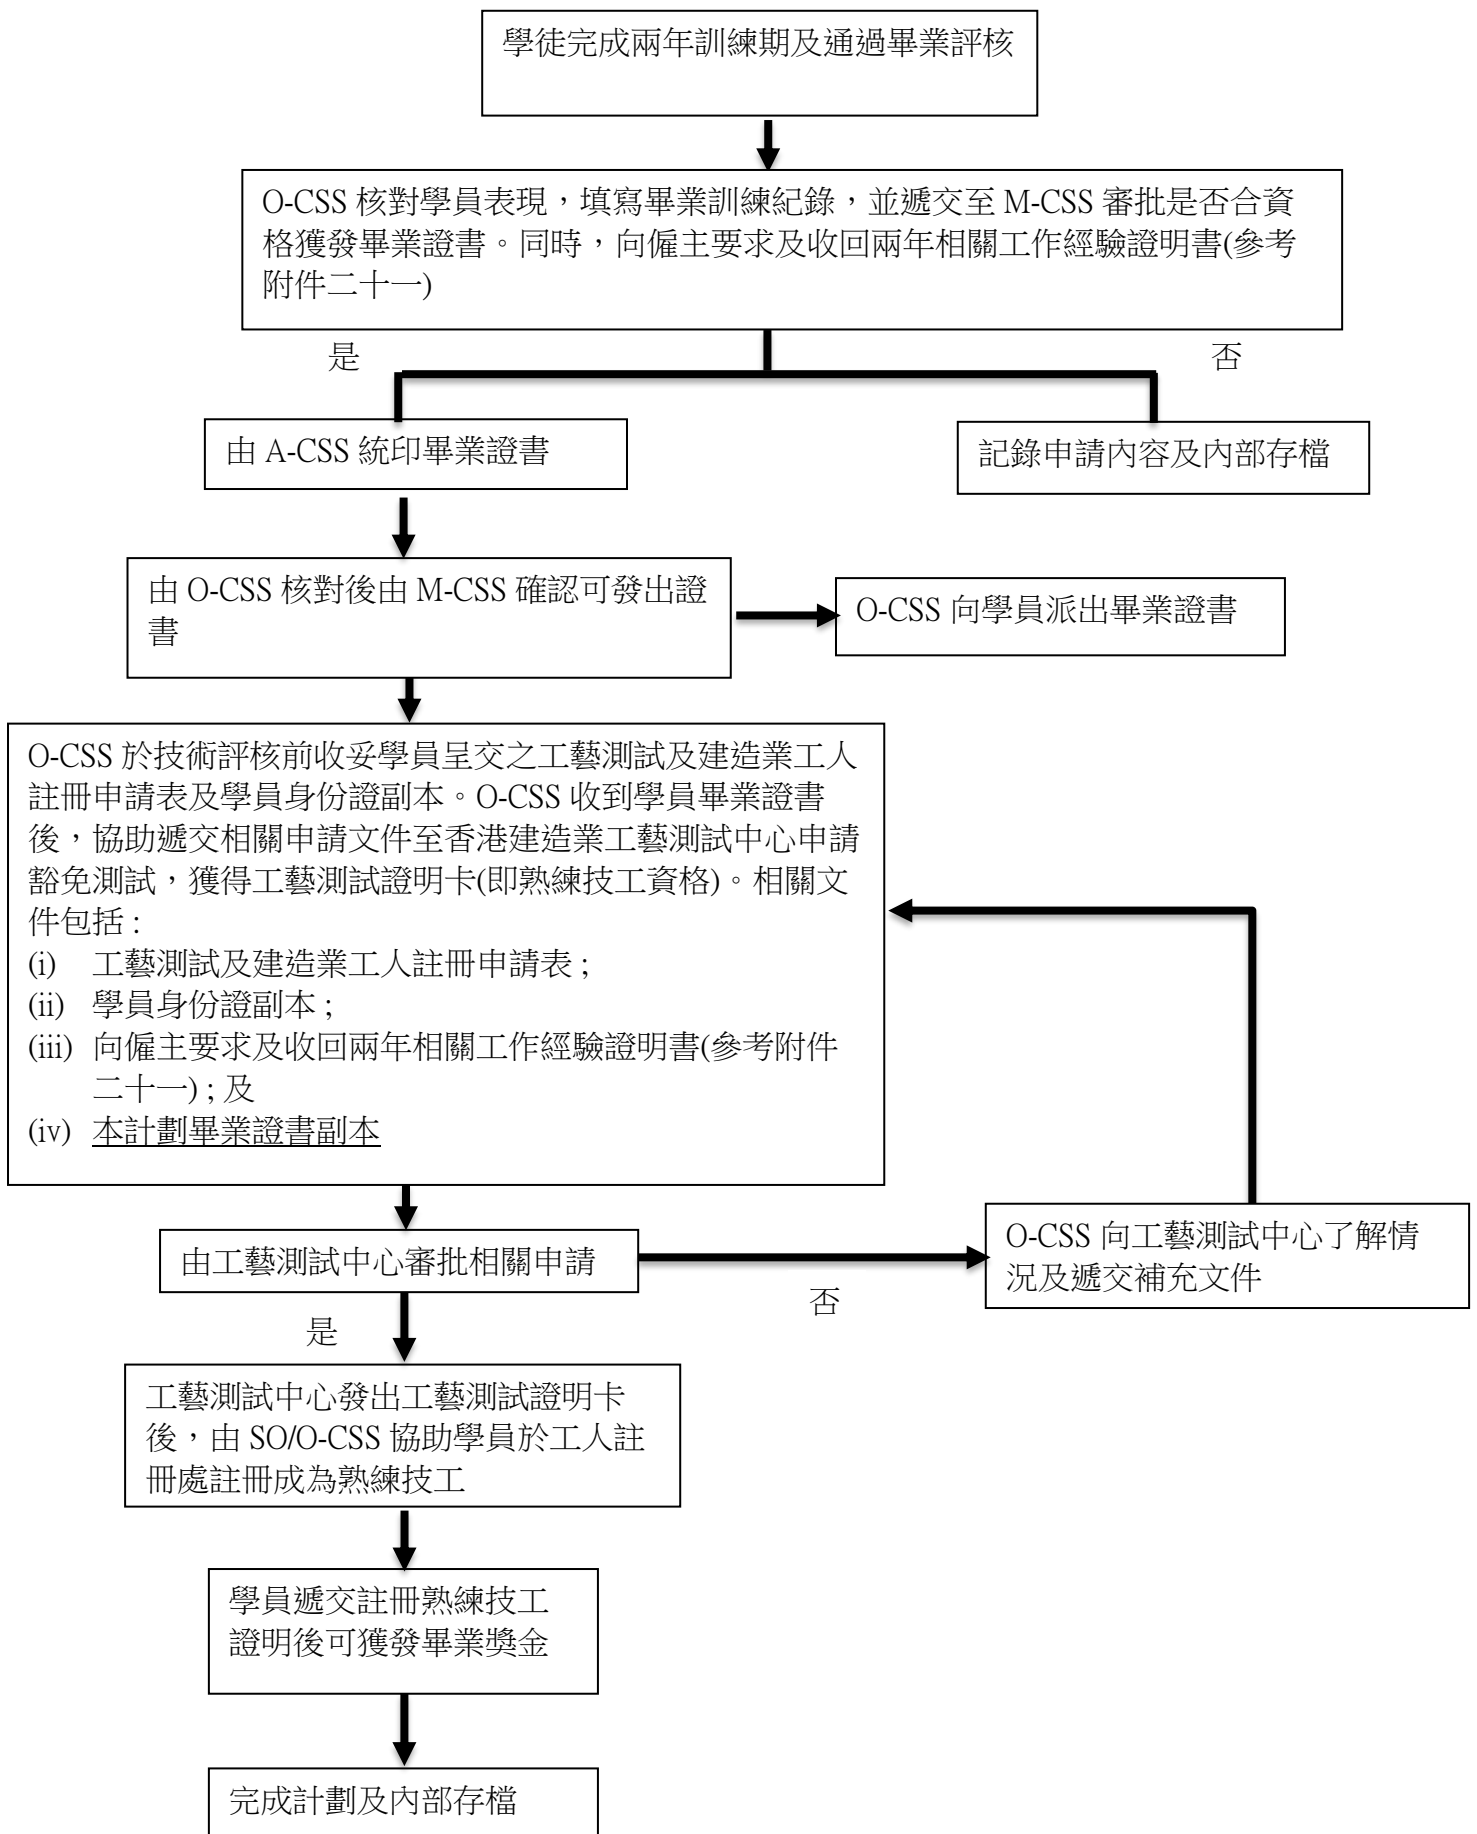 學徒完成兩年訓練期及通過畢業評核
O-CSS 核對學員表現，填寫畢業訓練紀錄，並遞交至 M-CSS 審批是否合資
格獲發畢業證書。同時，向僱主要求及收回兩年相關工作經驗證明書(參考
附件二十一)
是
否
由 A-CSS 統印畢業證書
記錄申請內容及內部存檔
由 O-CSS 核對後由 M-CSS 確認可發出證
書
O-CSS 向學員派出畢業證書
O-CSS 於技術評核前收妥學員呈交之工藝測試及建造業工人
註冊申請表及學員身份證副本。O-CSS 收到學員畢業證書
後，協助遞交相關申請文件至香港建造業工藝測試中心申請
豁免測試，獲得工藝測試證明卡(即熟練技工資格)。相關文
件包括 :
(i) 工藝測試及建造業工人註冊申請表 ;
(ii) 學員身份證副本 ;
(iii) 向僱主要求及收回兩年相關工作經驗證明書(參考附件
二十一) ; 及
(iv) 本計劃畢業證書副本
由工藝測試中心審批相關申請
O-CSS 向工藝測試中心了解情
況及遞交補充文件
否
是
工藝測試中心發出工藝測試證明卡
後，由 SO/O-CSS 協助學員於工人註
冊處註冊成為熟練技工
學員遞交註冊熟練技工
證明後可獲發畢業獎金
完成計劃及內部存檔